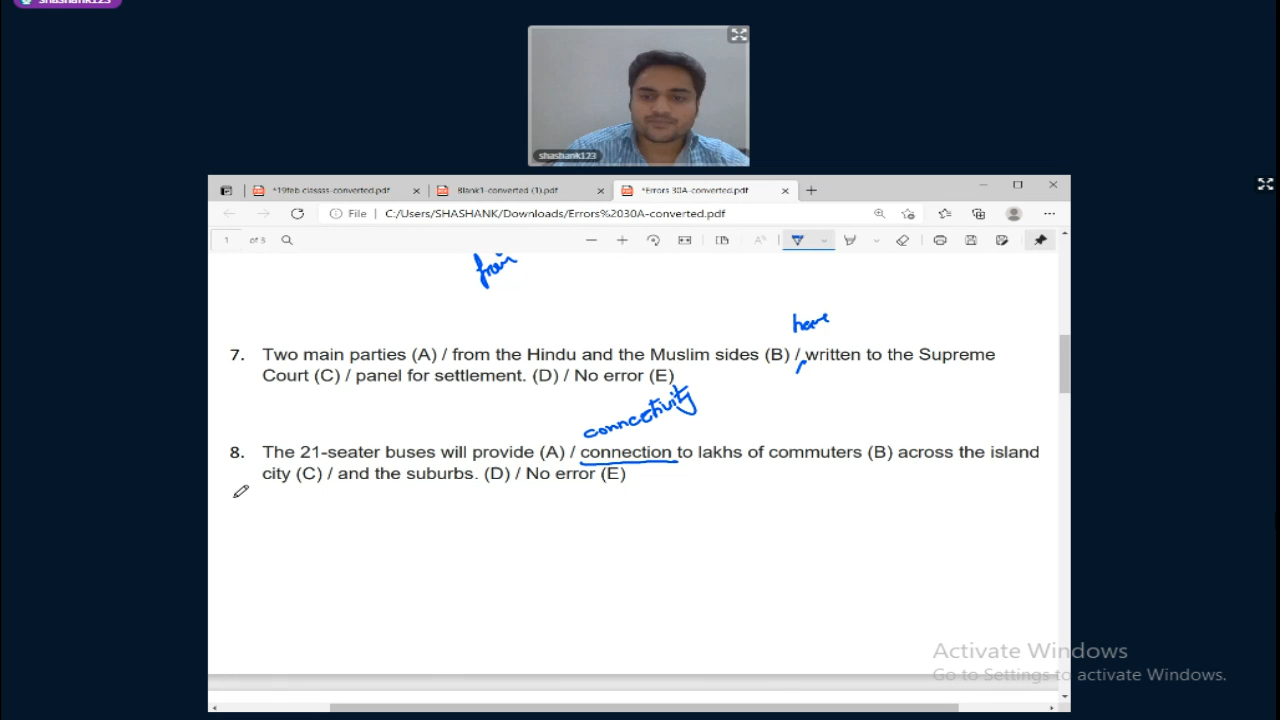 shashank123
shashank123
*19feb classs-converted.pdf
Blank1-converted (1).pdf
*Errors 30A-converted.pdf
File
C:/Users/SHASHANK/Downloads/Errors%2030A-converted.pdf
1 of 3
from
have
7. Two main parties (A) / from the Hindu and the Muslim sides (B) / written to the Supreme
Court (C) / panel for settlement. (D) / No error (E)
connectivity
8. The 21-seater buses will provide (A) / connection to lakhs of commuters (B) across the island
city (C) / and the suburbs. (D) / No error (E)
Activate Windows
Go to Settings to activate Windows.